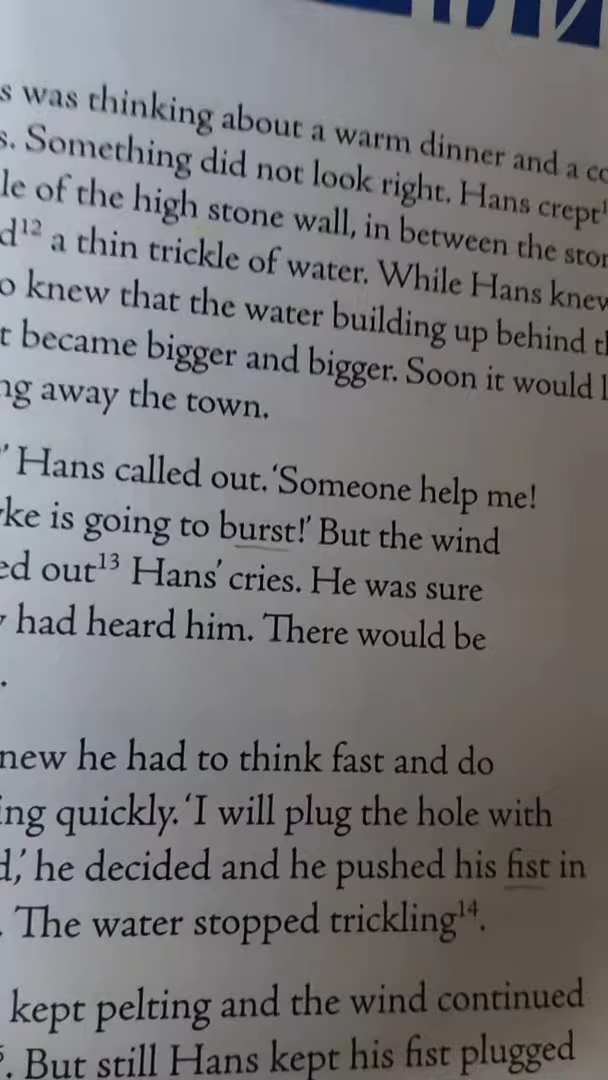 s was thinking about a warm dinner and a co
s. Something did not look right. Hans crept¹
le of the high stone wall, in between the stor
d¹² a thin trickle of water. While Hans knew
o knew that the water building up behind th
t became bigger and bigger. Soon it would l
ng away the town.
’ Hans called out. ‘Someone help me!
ke is going to burst!’ But the wind
ed out¹³ Hans’ cries. He was sure
y had heard him. There would be
.
new he had to think fast and do
ing quickly. ‘I will plug the hole with
d,’ he decided and he pushed his fist in
. The water stopped trickling¹⁴.
kept pelting and the wind continued
. But still Hans kept his fist plugged